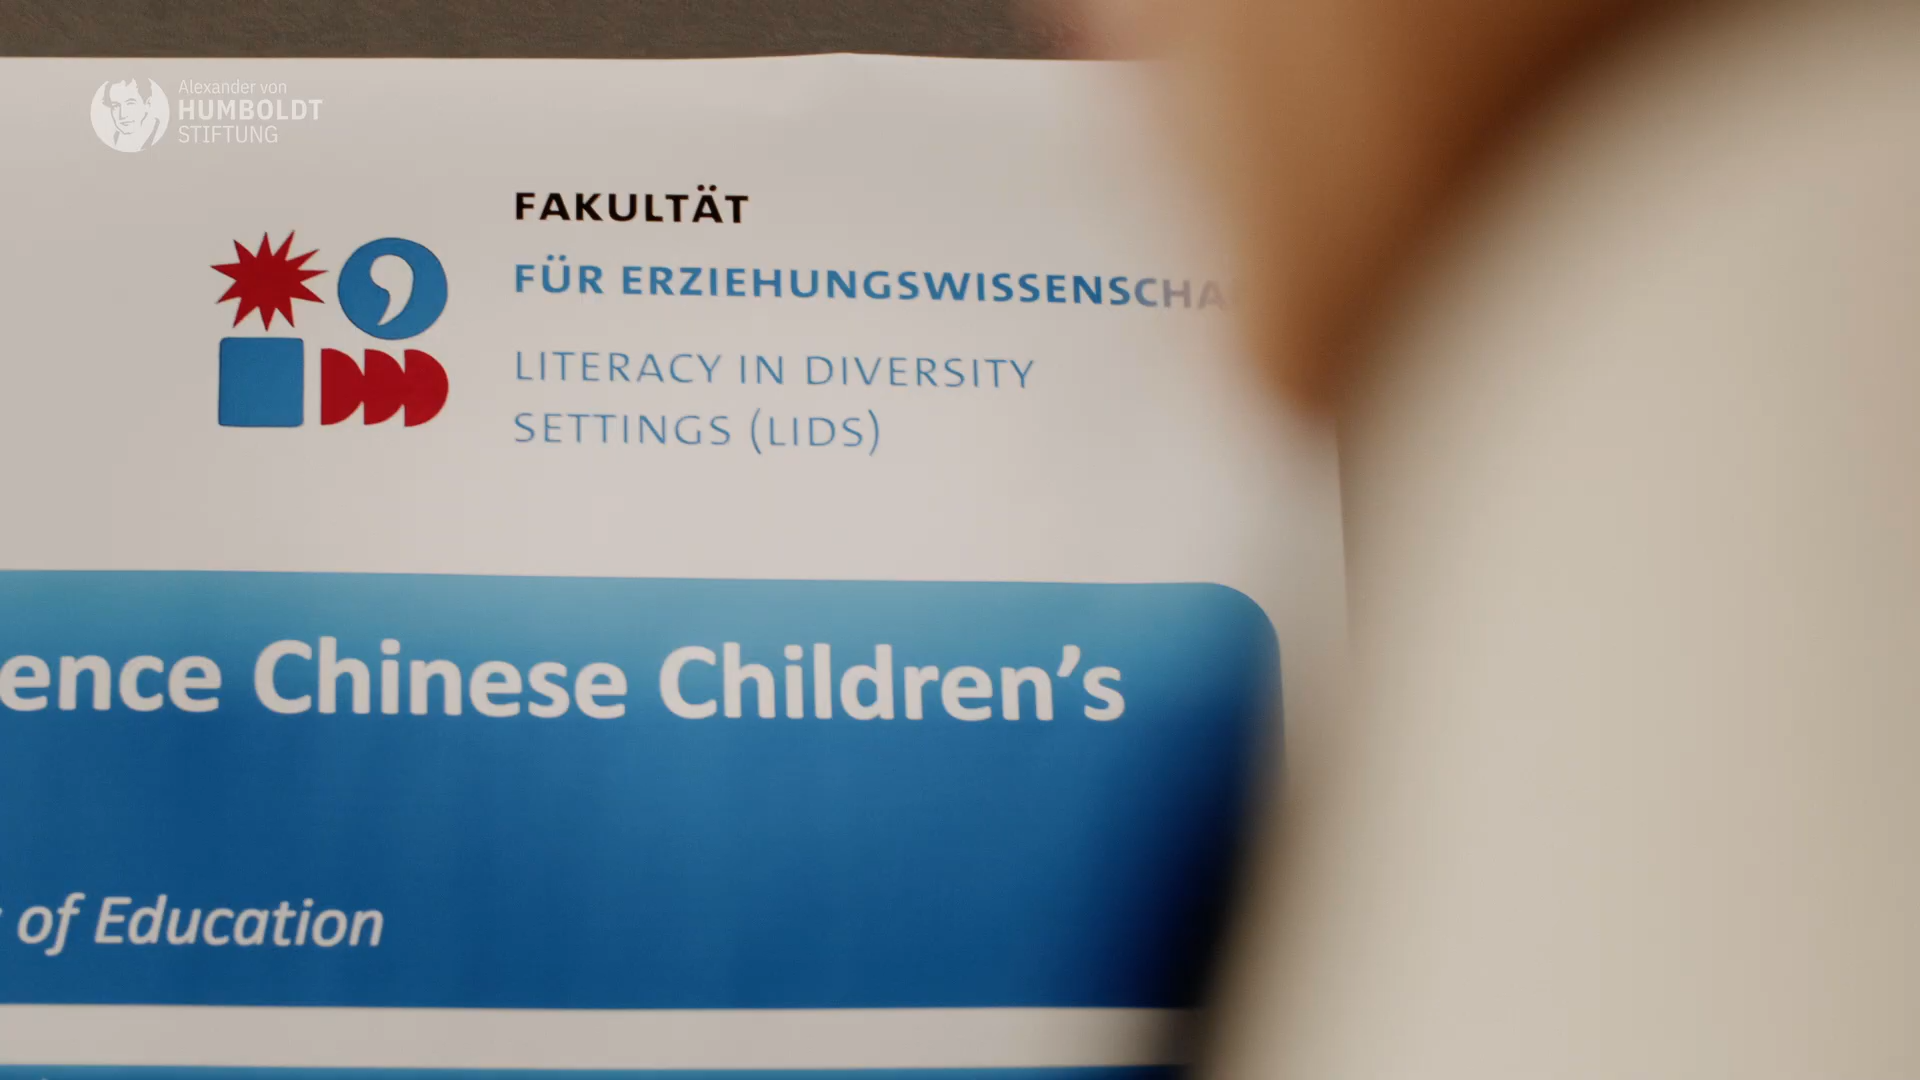 Alexander von
HUMBOLDT
STIFTUNG
FAKULTÄT
FÜR ERZIEHUNGSWISSENSCHA
LITERACY IN DIVERSITY
SETTINGS (LIDS)
ence Chinese Children’s
of Education